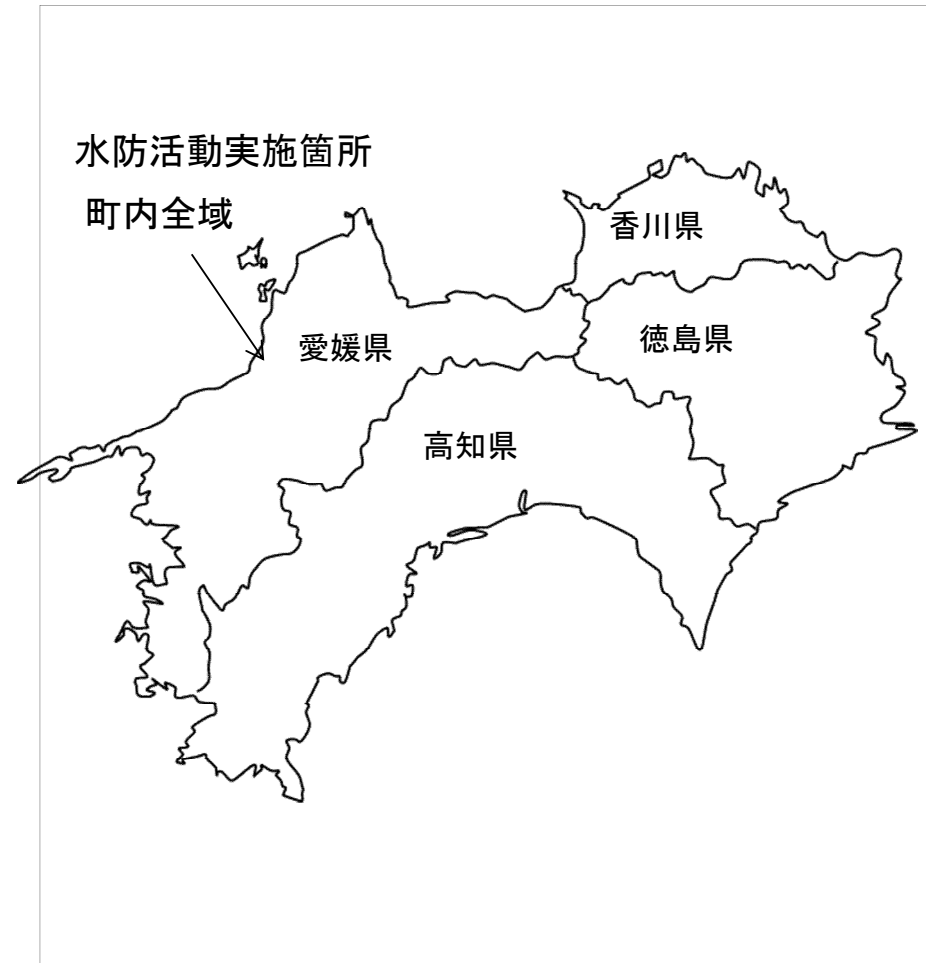 水防活動実施箇所
町内全域
香川県
徳島県
愛媛県
高知県